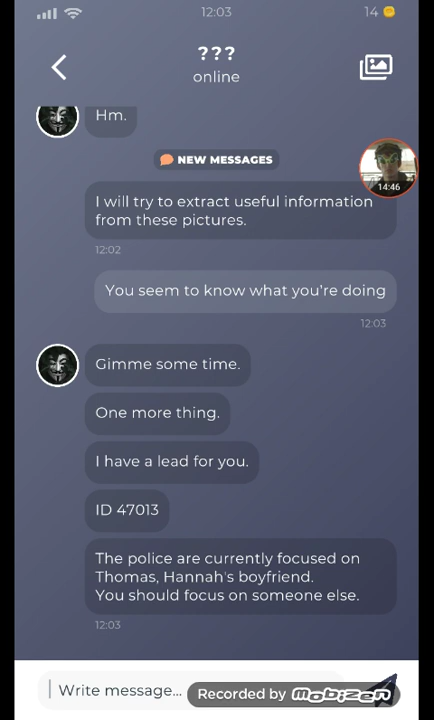 12:03
14
???
online
Hm.
NEW MESSAGES
14:46
I will try to extract useful information
from these pictures.
12:02
You seem to know what you're doing
12:03
Gimme some time.
One more thing.
I have a lead for you.
ID 47013
The police are currently focused on
Thomas, Hannah's boyfriend.
You should focus on someone else.
12:03
Write message...
Recorded by mobizen